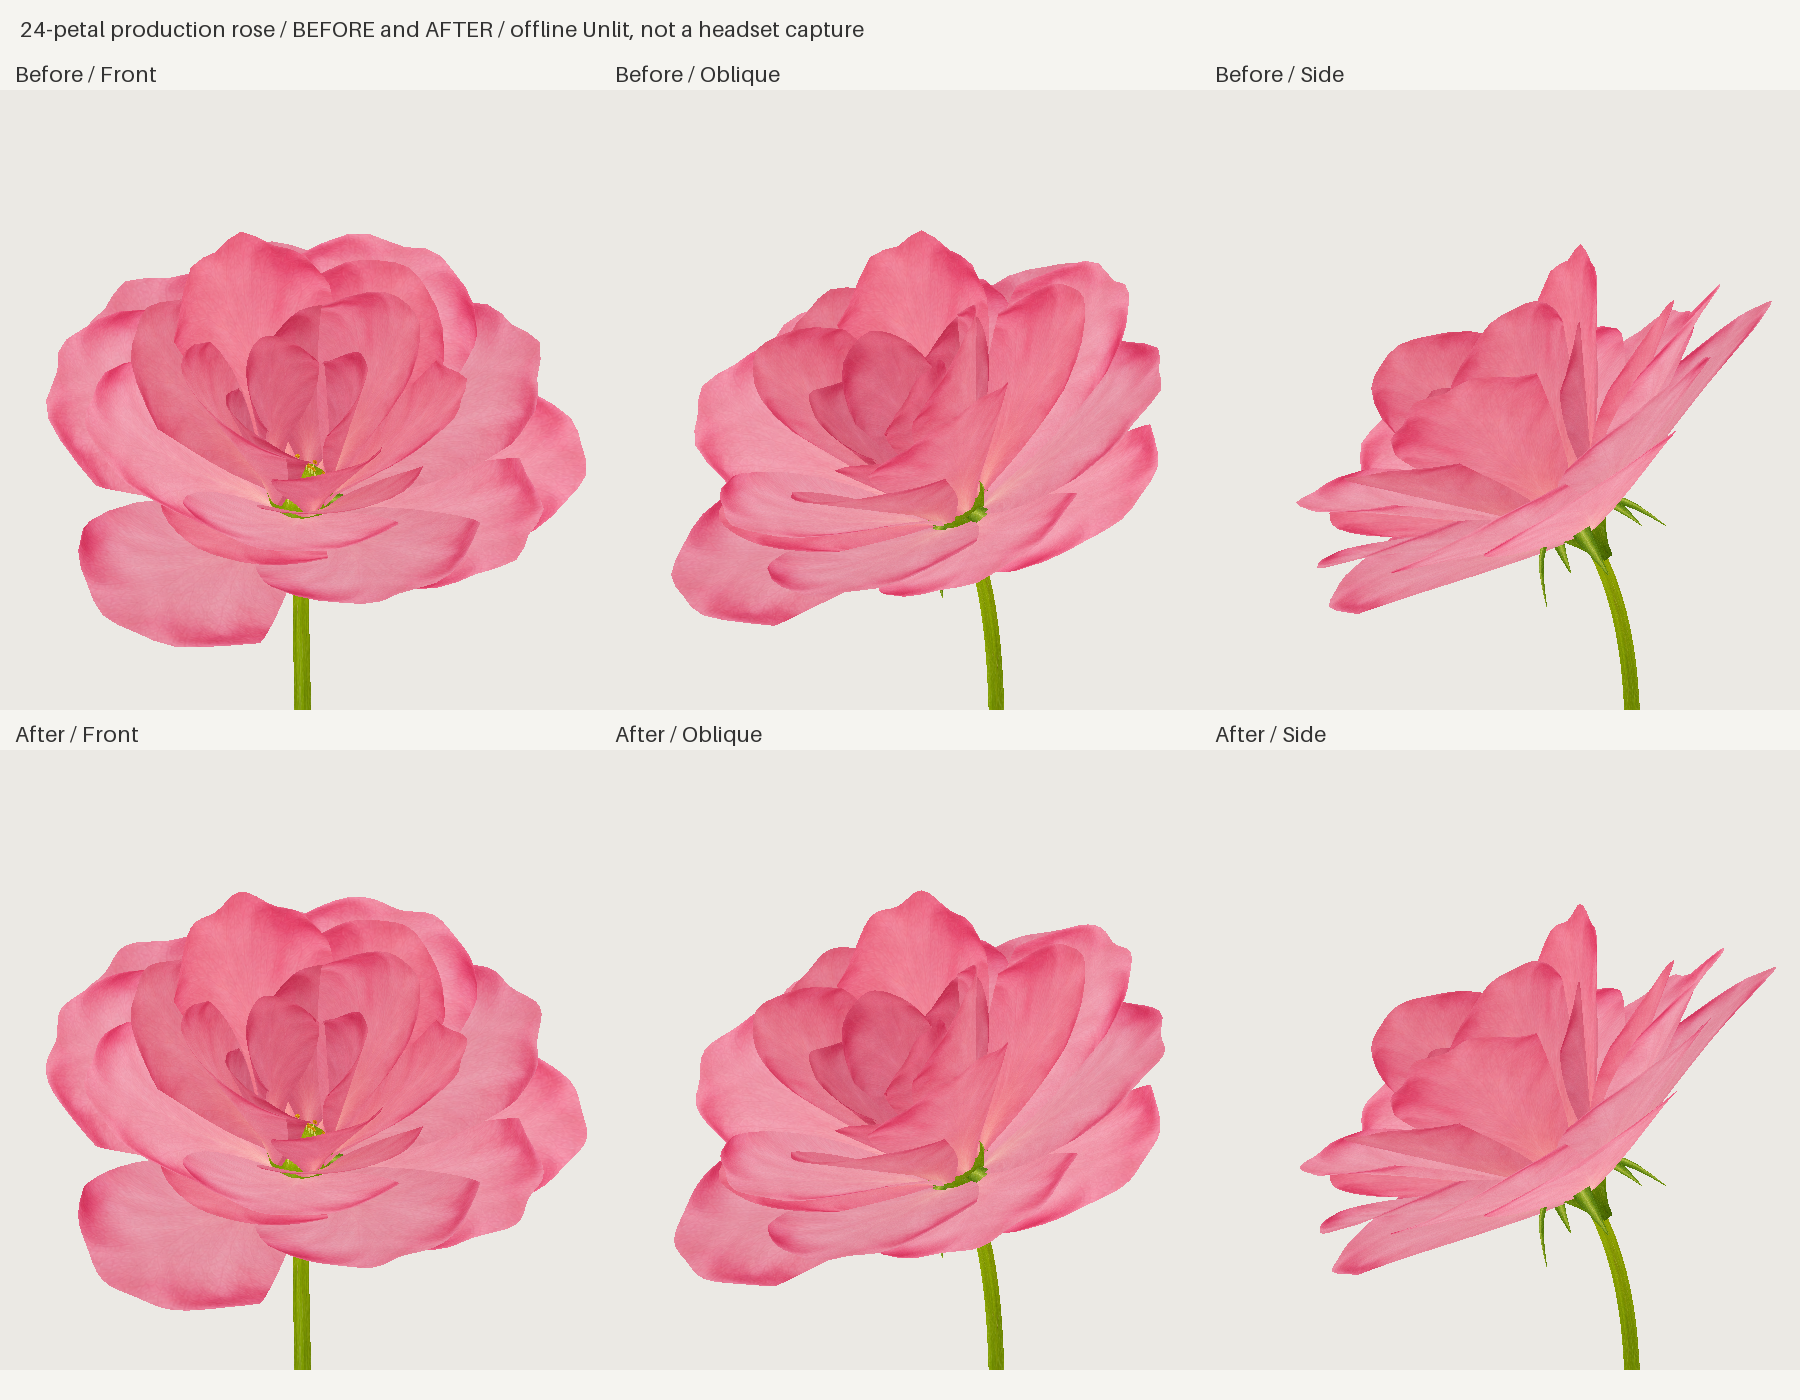 24-petal production rose / BEFORE and AFTER / offline Unlit, not a headset capture
Before / Front
Before / Oblique
Before / Side
After / Front
After / Oblique
After / Side